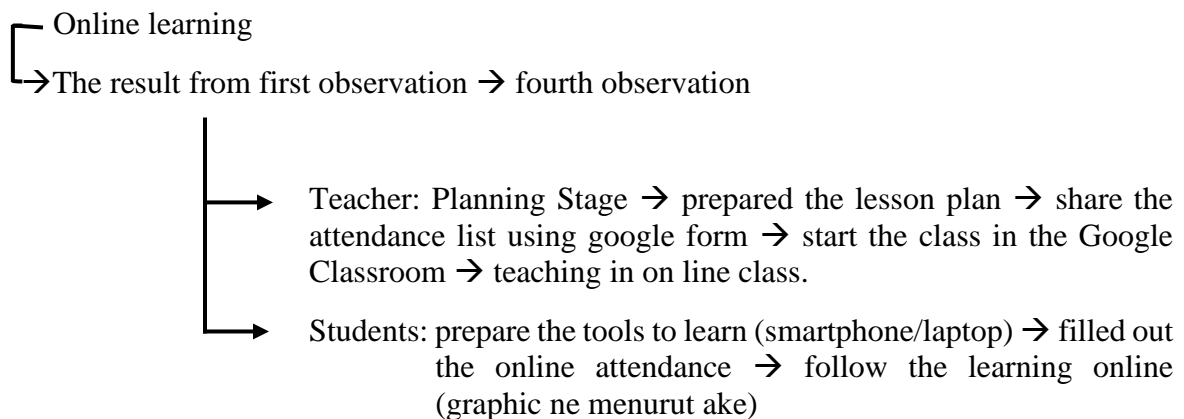 Online learning
→The result from first observation → fourth observation
Teacher: Planning Stage → prepared the lesson plan → share the
attendance list using google form → start the class in the Google
Classroom → teaching in on line class.
Students: prepare the tools to learn (smartphone/laptop) → filled out
the online attendance → follow the learning online
(graphic ne menurut ake)